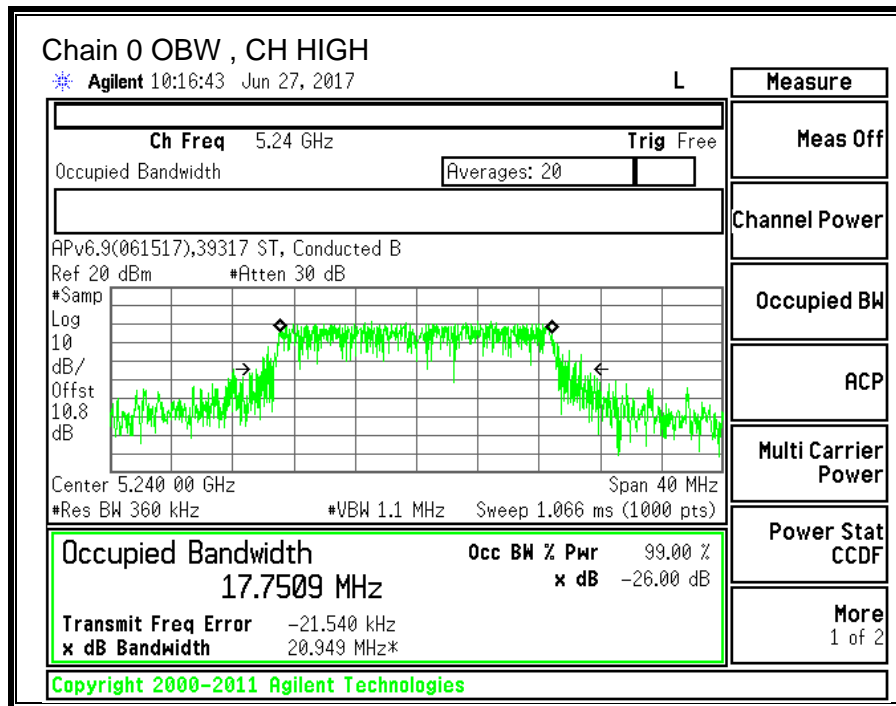 Chain 0 OBW , CH HIGH
Agilent 10:16:43 Jun 27, 2017 L
Measure
Ch Freq 5.24 GHz Trig Free
Meas Off
Occupied Bandwidth Averages: 20
Channel Power
APv6.9(061517),39317 ST, Conducted B
Ref 20 dBm #Atten 30 dB
#Samp
Log
10
dB/
Offst
10.8
dB
Occupied BW
ACP
Multi Carrier
Power
Center 5.240 00 GHz Span 40 MHz
#Res BW 360 kHz #VBW 1.1 MHz Sweep 1.066 ms (1000 pts)
Power Stat
CCDF
Occupied Bandwidth Occ BW % Pwr 99.00 %
17.7509 MHz x dB -26.00 dB
Transmit Freq Error -21.540 kHz
x dB Bandwidth 20.949 MHz*
More
1 of 2
Copyright 2000-2011 Agilent Technologies